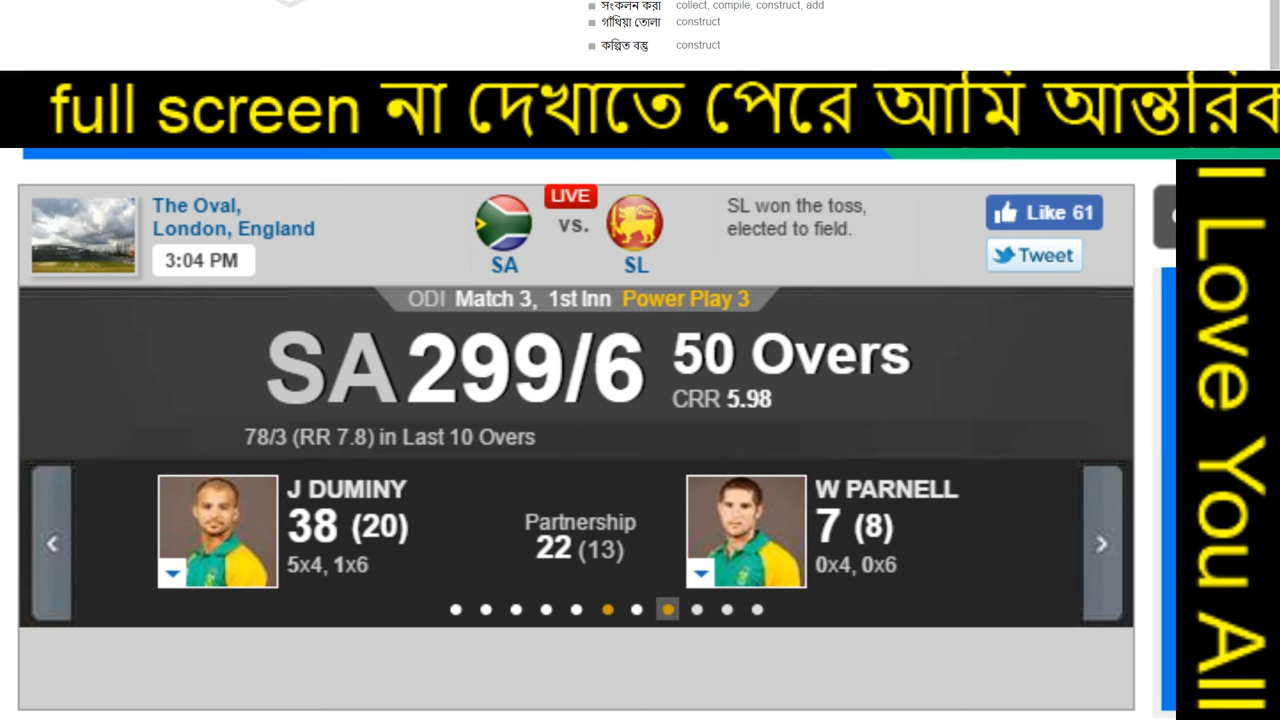 সংকলন করা collect, compile, construct, add
গাঁথিয়া তোলা construct
কল্পিত বস্তু construct
full screen না দেখাতে পেরে আমি আন্তরিক
The Oval,
London, England
3:04 PM
LIVE
vs.
SA
SL
SL won the toss,
elected to field.
Like 61
Tweet
ODI Match 3, 1st Inn Power Play 3
SA 299/6
50 Overs
CRR 5.98
78/3 (RR 7.8) in Last 10 Overs
J DUMINY
38 (20)
5x4, 1x6
Partnership
22 (13)
W PARNELL
7 (8)
0x4, 0x6
I Love You All